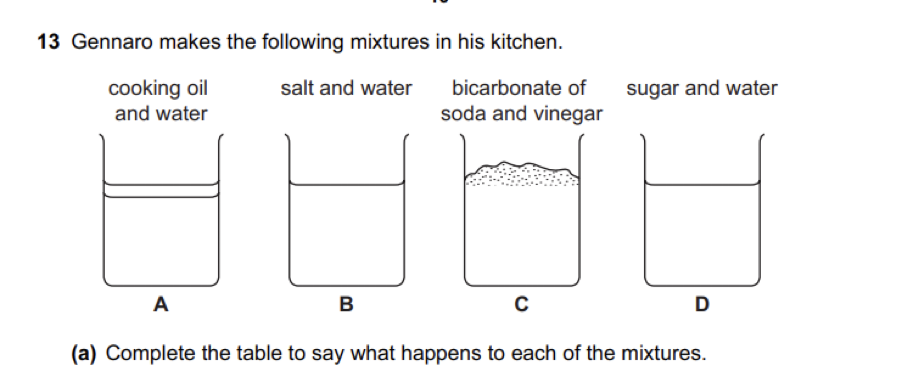 13 Gennaro makes the following mixtures in his kitchen.
cooking oil and water
salt and water
bicarbonate of soda and vinegar
sugar and water
A
B
C
D
(a) Complete the table to say what happens to each of the mixtures.